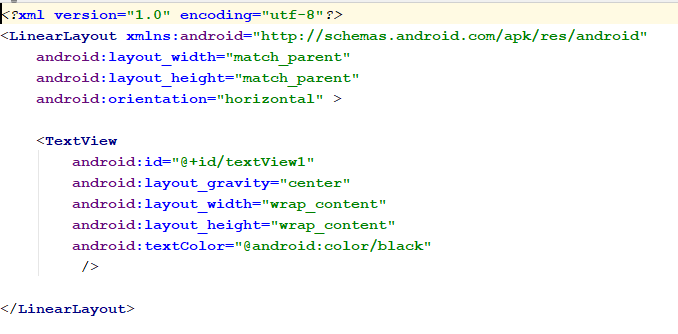 <?xml version="1.0" encoding="utf-8"?>
<LinearLayout xmlns:android="http://schemas.android.com/apk/res/android"
    android:layout_width="match_parent"
    android:layout_height="match_parent"
    android:orientation="horizontal" >

    <TextView
        android:id="@+id/textView1"
        android:layout_gravity="center"
        android:layout_width="wrap_content"
        android:layout_height="wrap_content"
        android:textColor="@android:color/black"
         />

</LinearLayout>